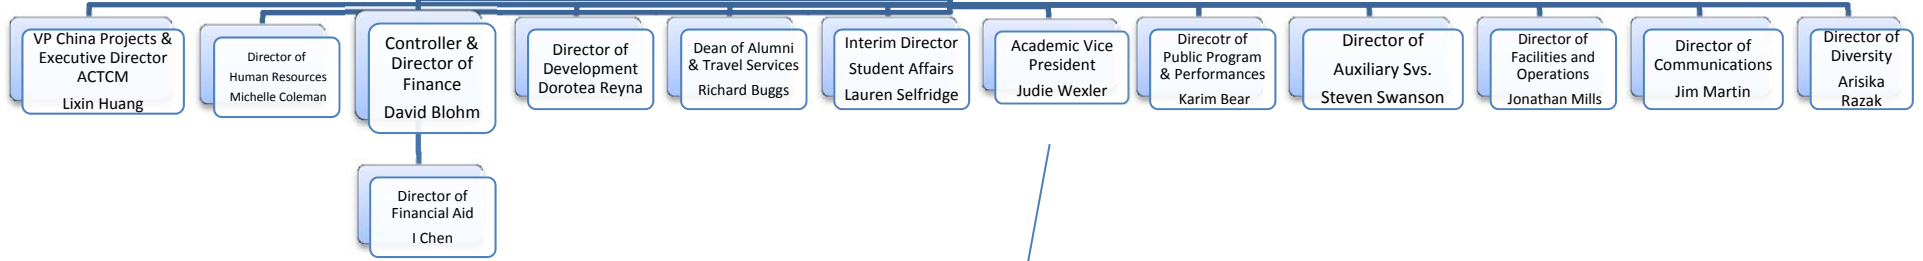 VP China Projects &
Executive Director
ACTCM
Lixin Huang
Director of
Human Resources
Michelle Coleman
Controller &
Director of
Finance
David Blohm
Director of
Development
Dorotea Reyna
Dean of Alumni
& Travel Services
Richard Buggs
Interim Director
Student Affairs
Lauren Selfridge
Academic Vice
President
Judie Wexler
Direcotr of
Public Program
& Performances
Karim Bear
Director of
Auxiliary Svs.
Steven Swanson
Director of
Facilities and
Operations
Jonathan Mills
Director of
Communications
Jim Martin
Director of
Diversity
Arisika
Razak
Director of
Financial Aid
I Chen